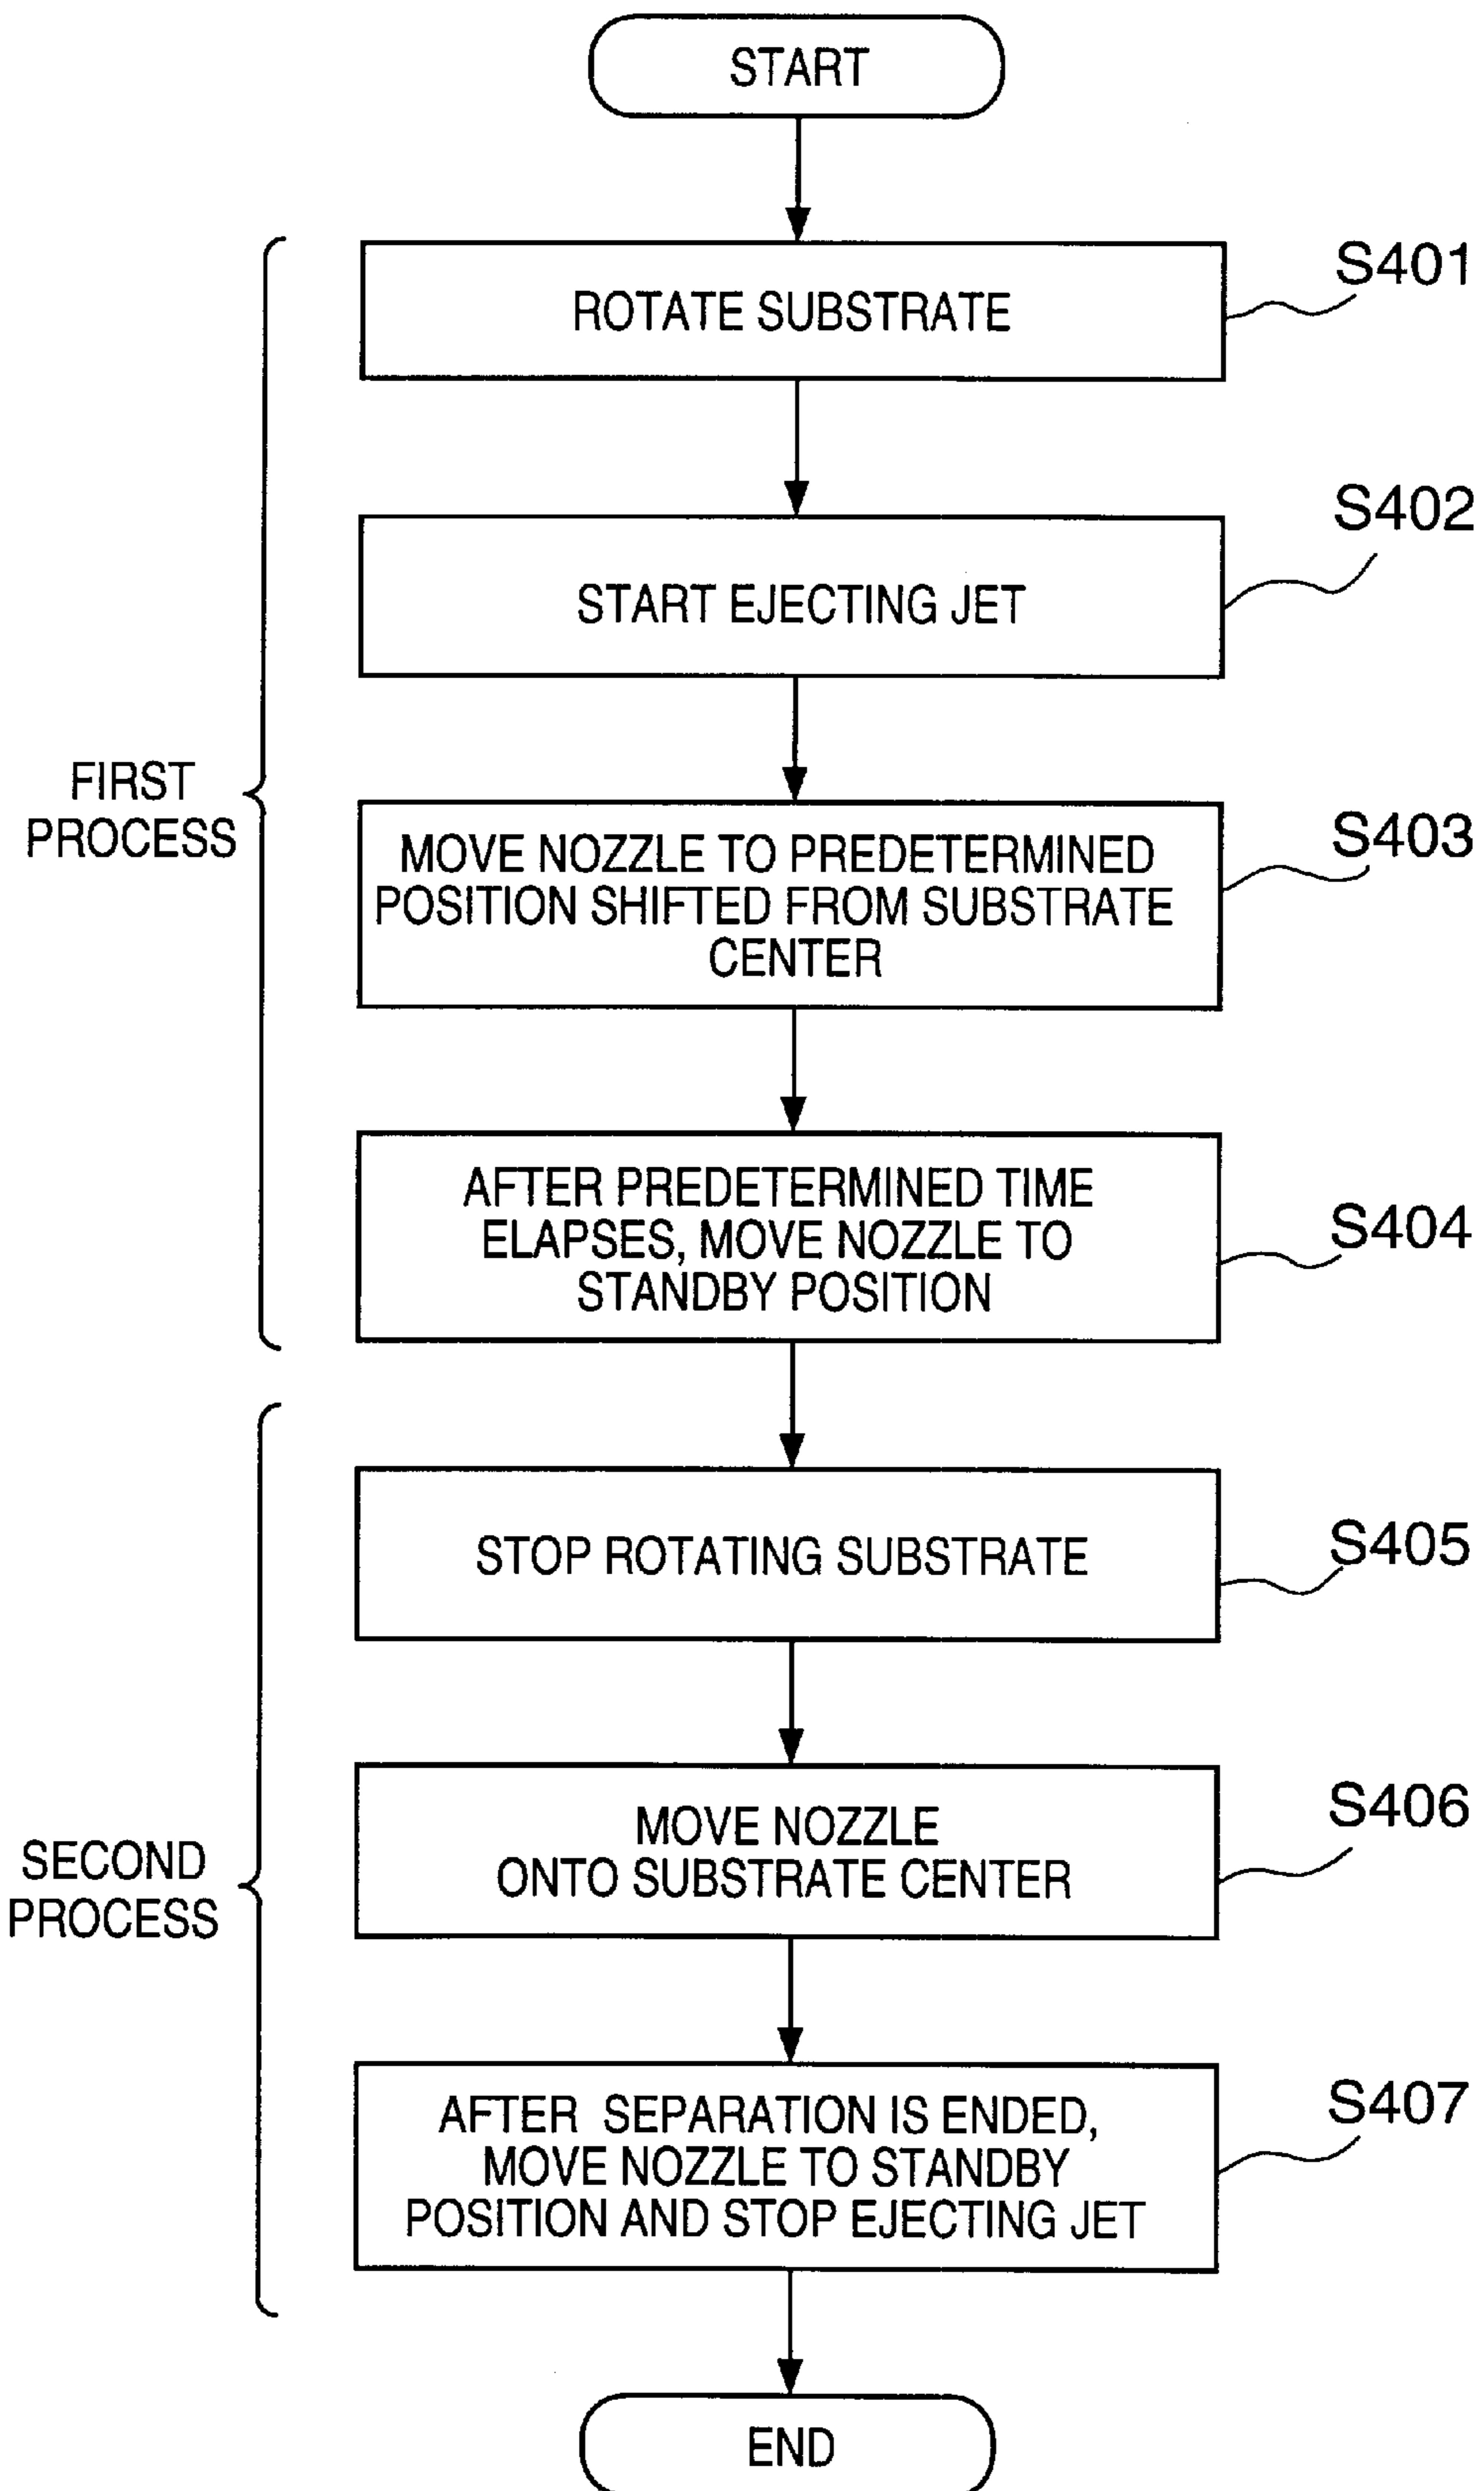 START
ROTATE SUBSTRATE
S401
START EJECTING JET
S402
FIRST
PROCESS
MOVE NOZZLE TO PREDETERMINED
POSITION SHIFTED FROM SUBSTRATE
CENTER
S403
AFTER PREDETERMINED TIME
ELAPSES, MOVE NOZZLE TO
STANDBY POSITION
S404
STOP ROTATING SUBSTRATE
S405
SECOND
PROCESS
MOVE NOZZLE
ONTO SUBSTRATE CENTER
S406
AFTER SEPARATION IS ENDED,
MOVE NOZZLE TO STANDBY
POSITION AND STOP EJECTING JET
S407
END